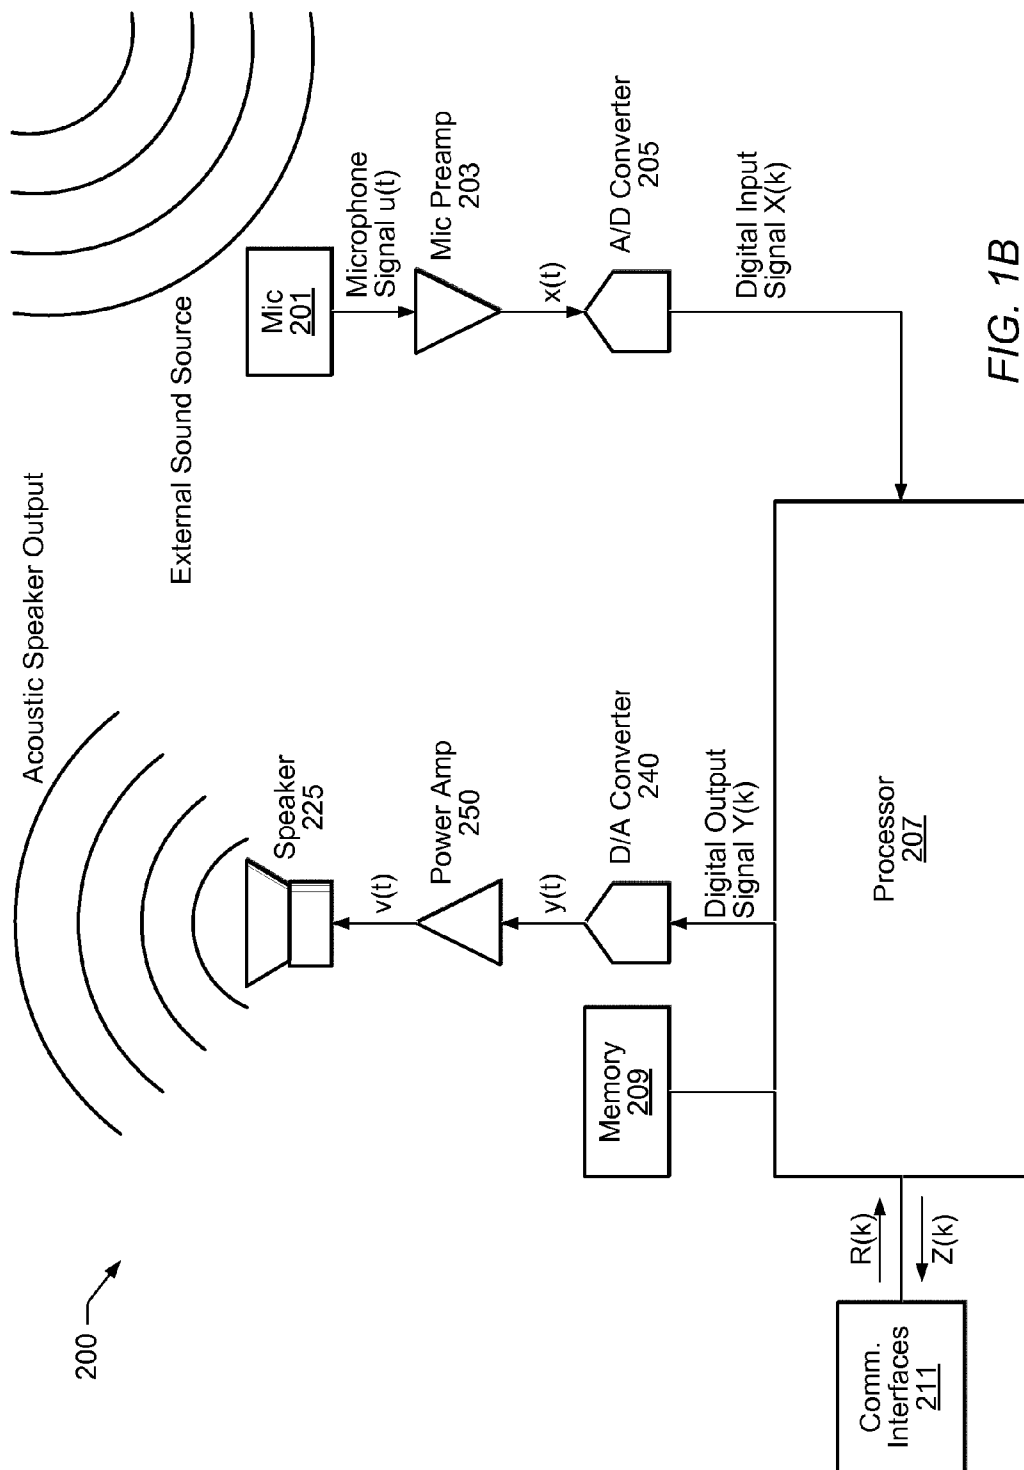 200
Acoustic Speaker Output
External Sound Source
Speaker
225
Mic
201
v(t)
Microphone
Signal u(t)
Power Amp
250
Mic Preamp
203
y(t)
x(t)
Memory
209
D/A Converter
240
A/D Converter
205
Digital Output
Signal Y(k)
Digital Input
Signal X(k)
Comm.
Interfaces
211
R(k)
Z(k)
Processor
207
FIG. 1B